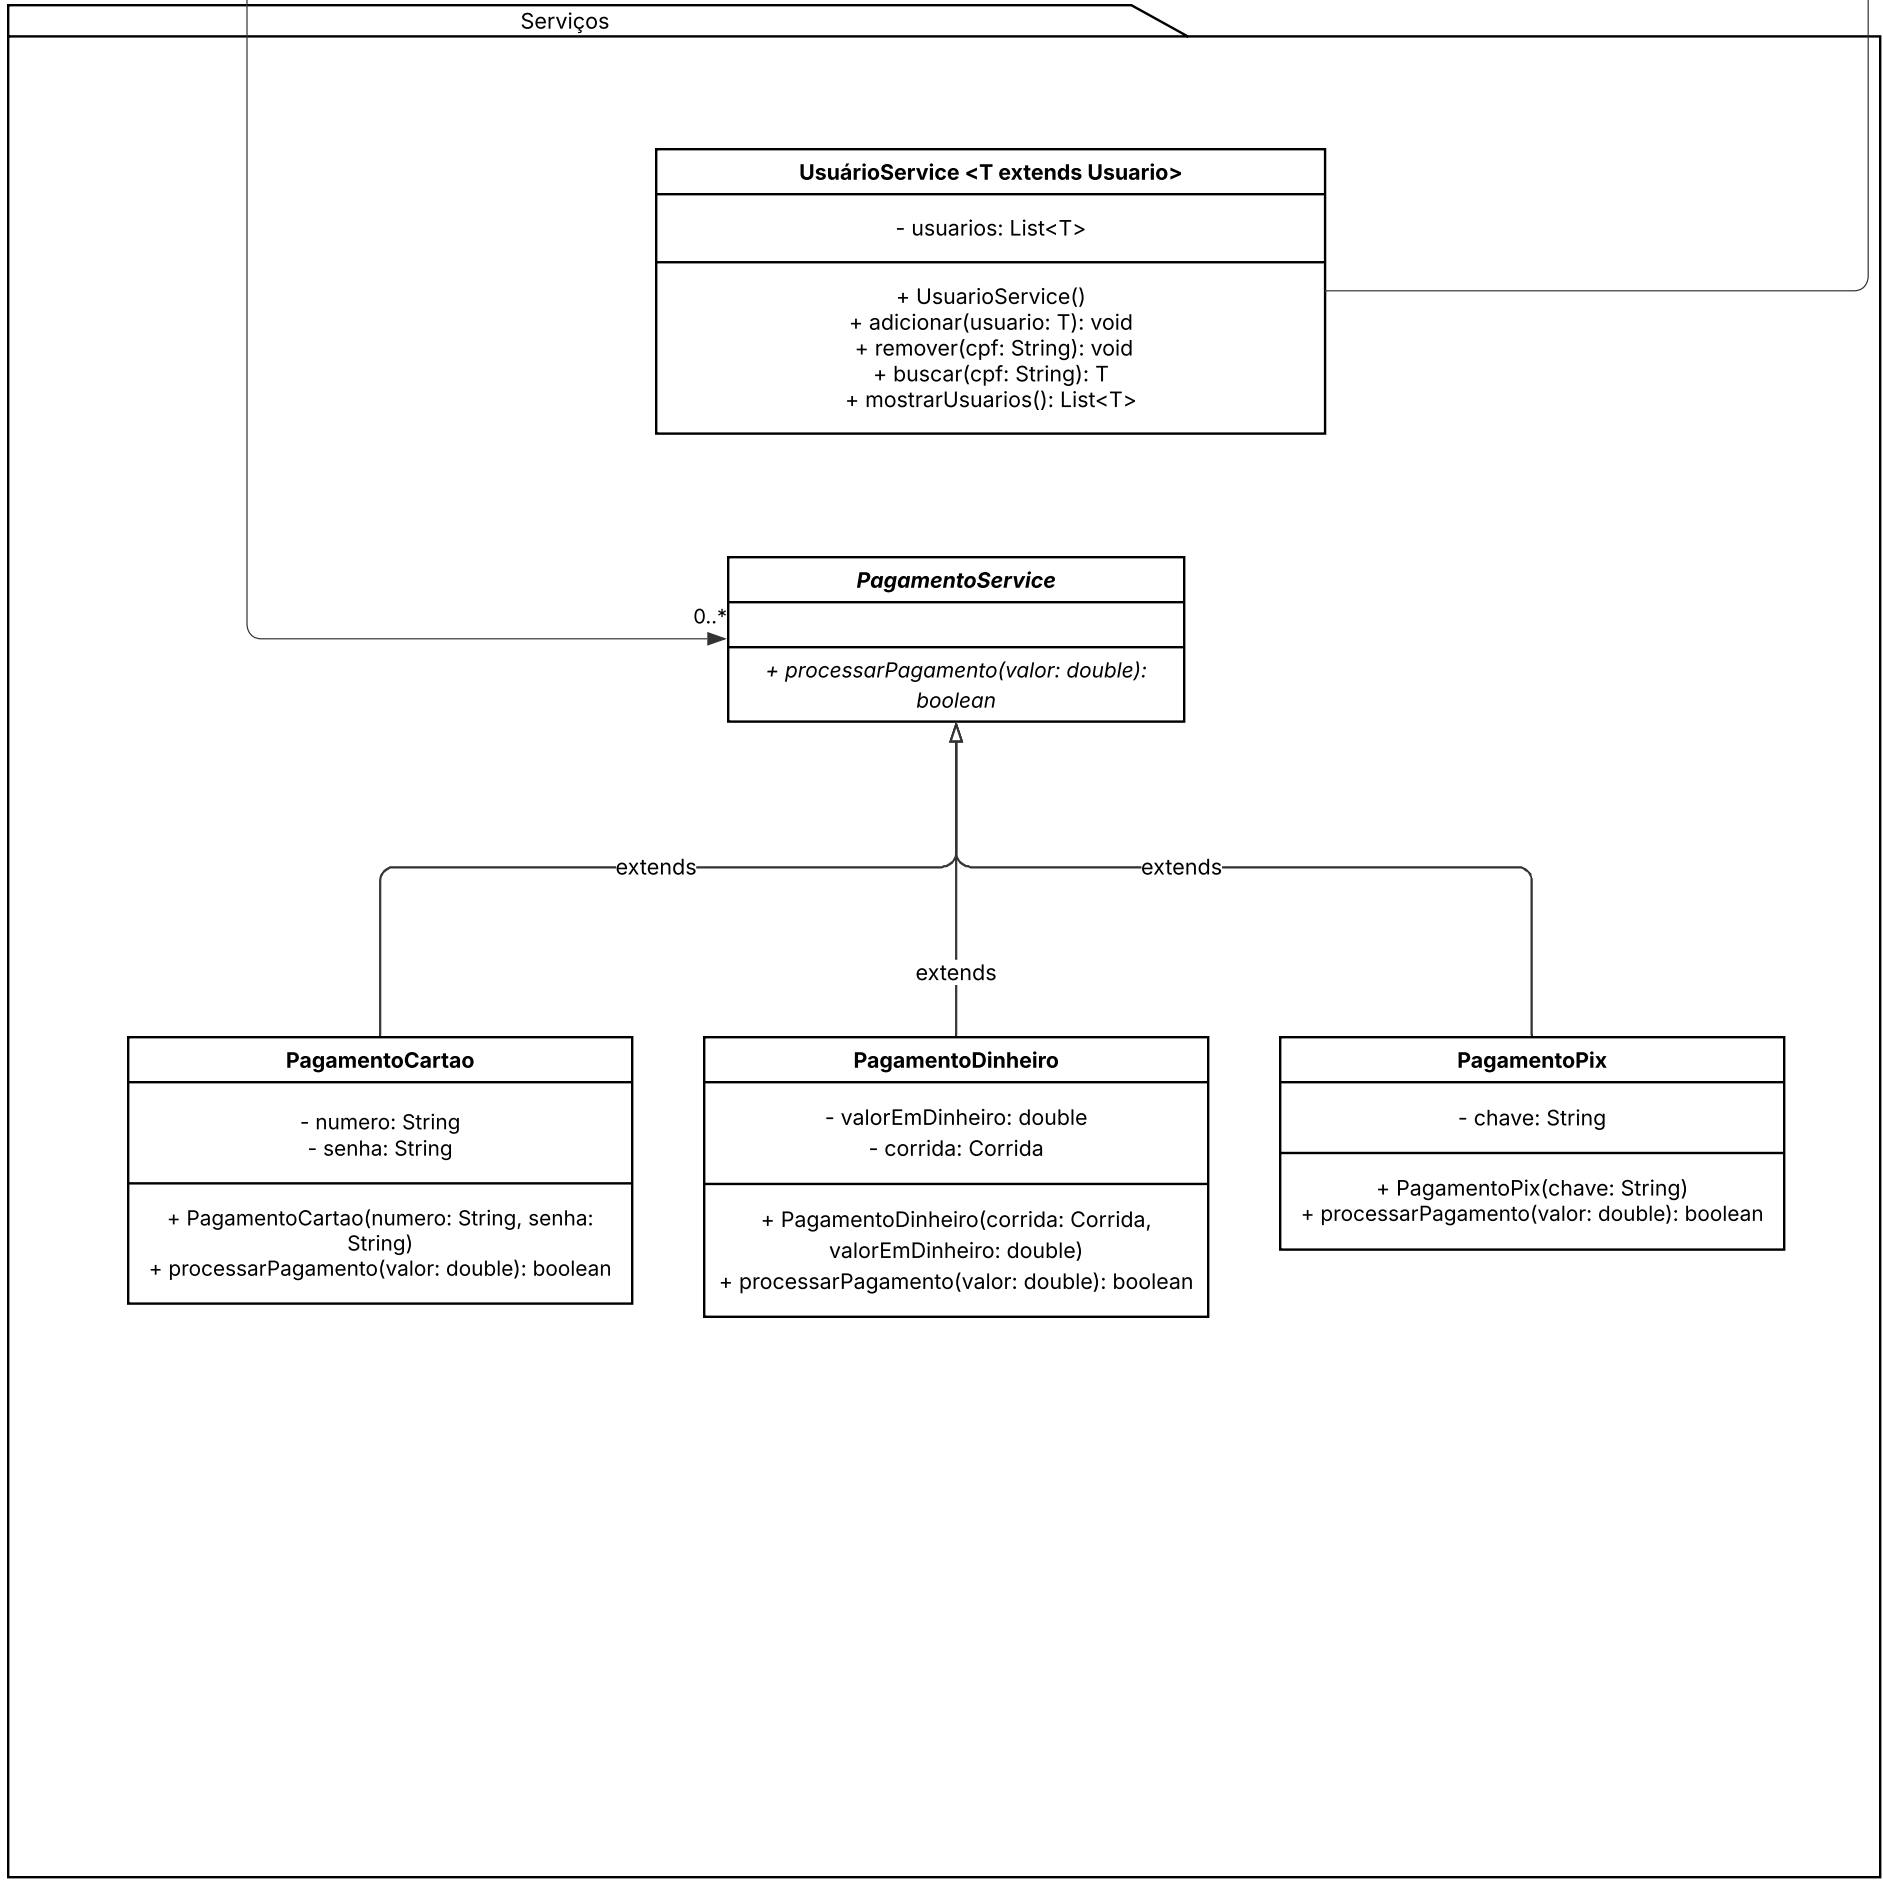 Serviços
UsuárioService <T extends Usuario>
- usuarios: List<T>
+ UsuarioService()
+ adicionar(usuario: T): void
+ remover(cpf: String): void
+ buscar(cpf: String): T
+ mostrarUsuarios(): List<T>
PagamentoService
0..*
+ processarPagamento(valor: double):
boolean
extends
extends
extends
PagamentoCartao
- numero: String
- senha: String
+ PagamentoCartao(numero: String, senha:
String)
+ processarPagamento(valor: double): boolean
PagamentoDinheiro
- valorEmDinheiro: double
- corrida: Corrida
+ PagamentoDinheiro(corrida: Corrida,
valorEmDinheiro: double)
+ processarPagamento(valor: double): boolean
PagamentoPix
- chave: String
+ PagamentoPix(chave: String)
+ processarPagamento(valor: double): boolean